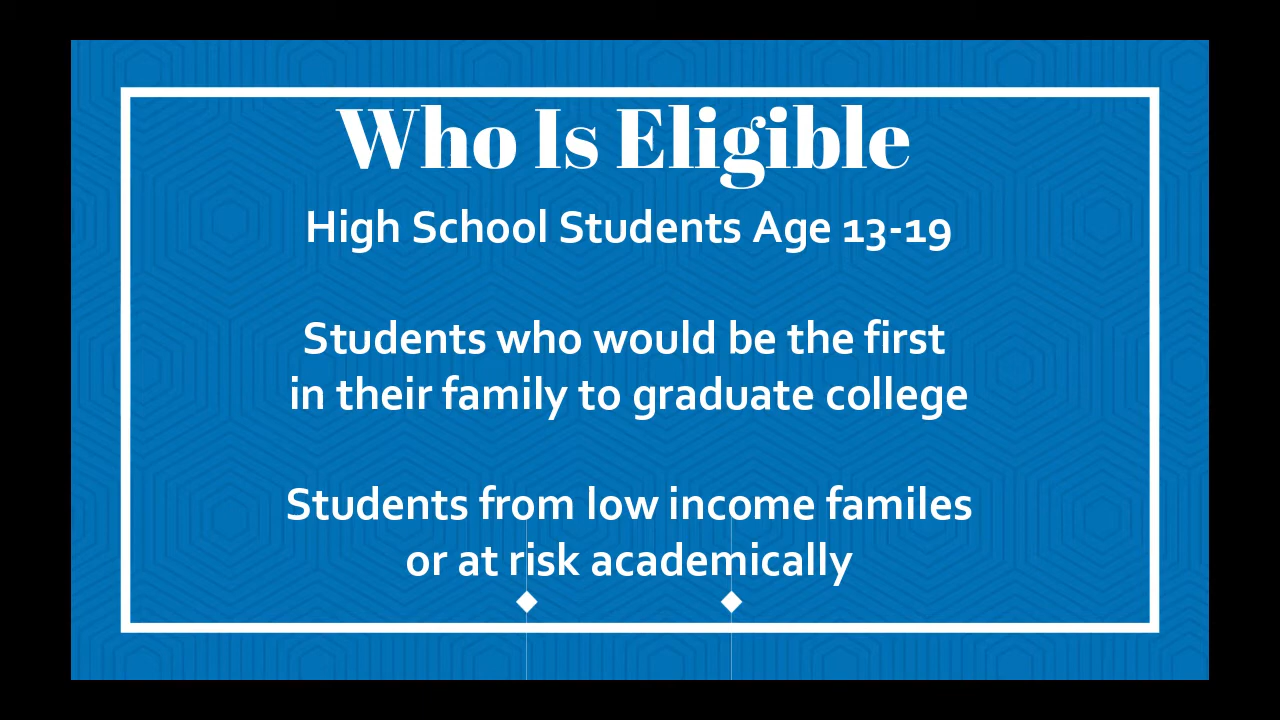 Who Is Eligible
High School Students Age 13-19
Students who would be the first
in their family to graduate college
Students from low income familes
or at risk academically